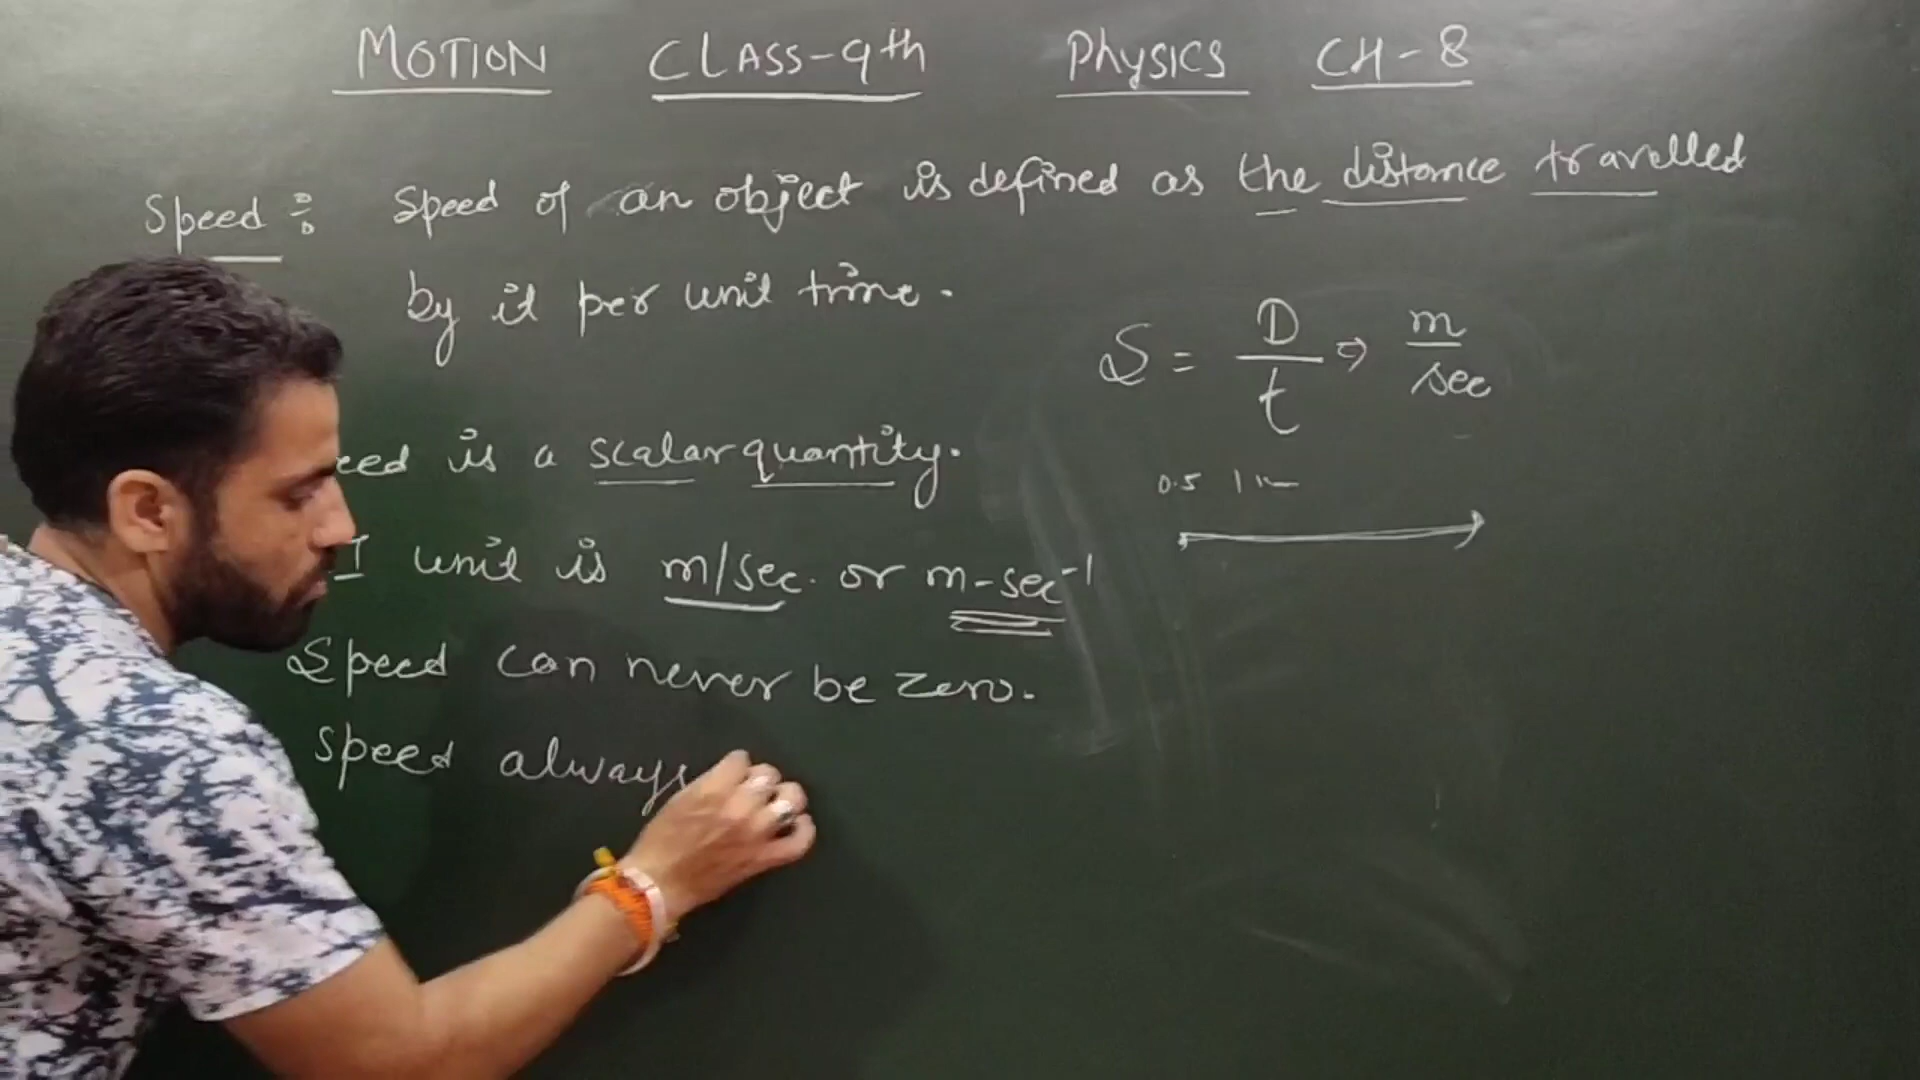 MOTION CLASS-9th Physics CH-8
Speed : Speed of an object is defined as the distance travelled
by it per unit time.
S = D/t ⇒ m/sec
eed is a scalar quantity.
0.5
I unit is m/sec. or m-sec⁻¹
Speed can never be zero.
Speed always